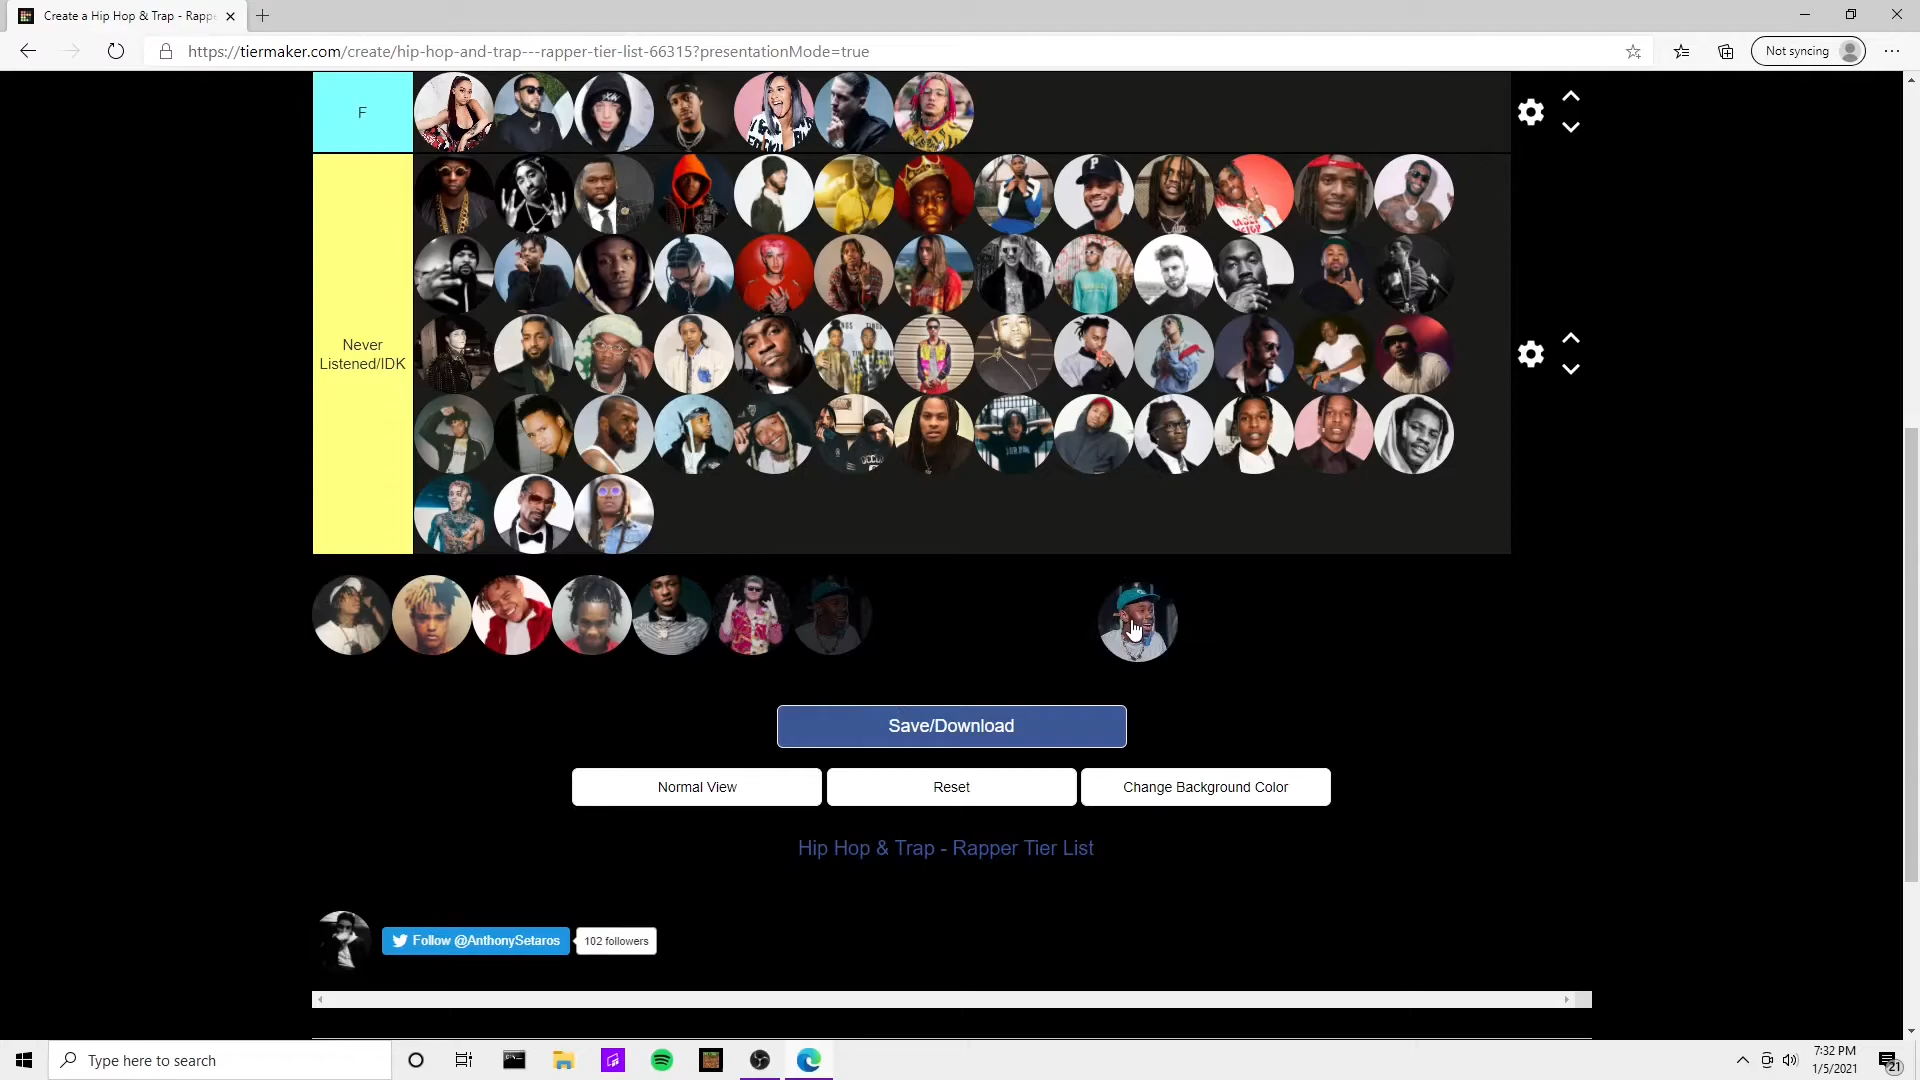 Create a Hip Hop & Trap - Rappe
https://tiermaker.com/create/hip-hop-and-trap---rapper-tier-list-66315?presentationMode=true
Not syncing
F
Never
Listened/IDK
Save/Download
Normal View
Reset
Change Background Color
Hip Hop & Trap - Rapper Tier List
Follow @AnthonySetaros
102 followers
Type here to search
7:32 PM
1/5/2021
21